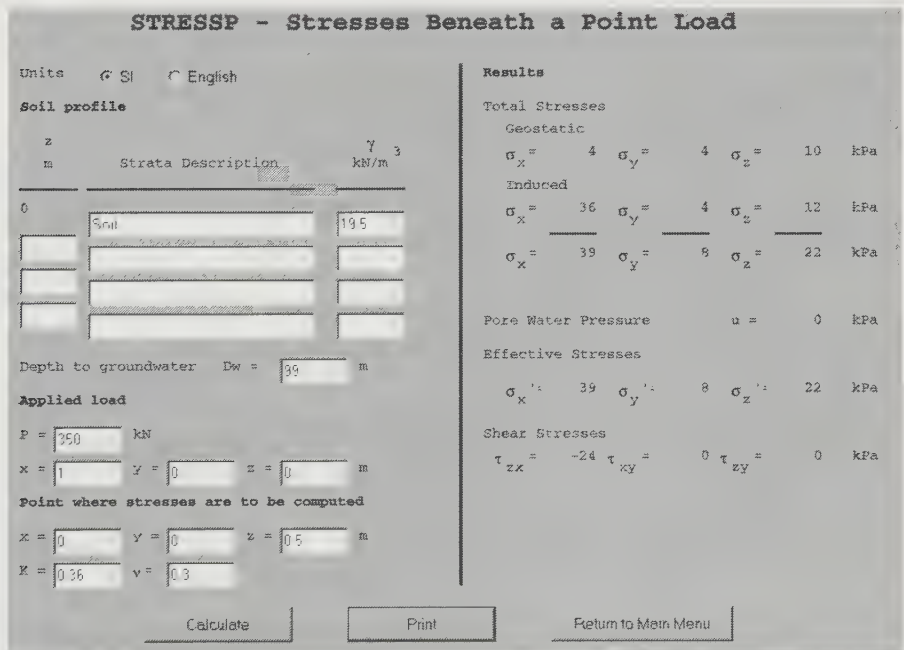 STRESSP - Stresses Beneath a Point Load
Units SI English
Soil profile
z
m
Strata Description
γ
kN/m 3
0
Soil 19.5
Depth to groundwater Dw = 99 m
Applied load
P = 350 kN
x = 1 y = 0 z = 0 m
Point where stresses are to be computed
x = 0 y = 0 z = 0.5 m
K = 0.36 ν = 0.3
Calculate
Print
Return to Main Menu
Results
Total Stresses
Geostatic
σx = 4 σy = 4 σz = 10 kPa
Induced
σx = 36 σy = 4 σz = 12 kPa
σx = 39 σy = 8 σz = 22 kPa
Pore Water Pressure u = 0 kPa
Effective Stresses
σx '= 39 σy '= 8 σz '= 22 kPa
Shear Stresses
τzx = -24 τxy = 0 τzy = 0 kPa